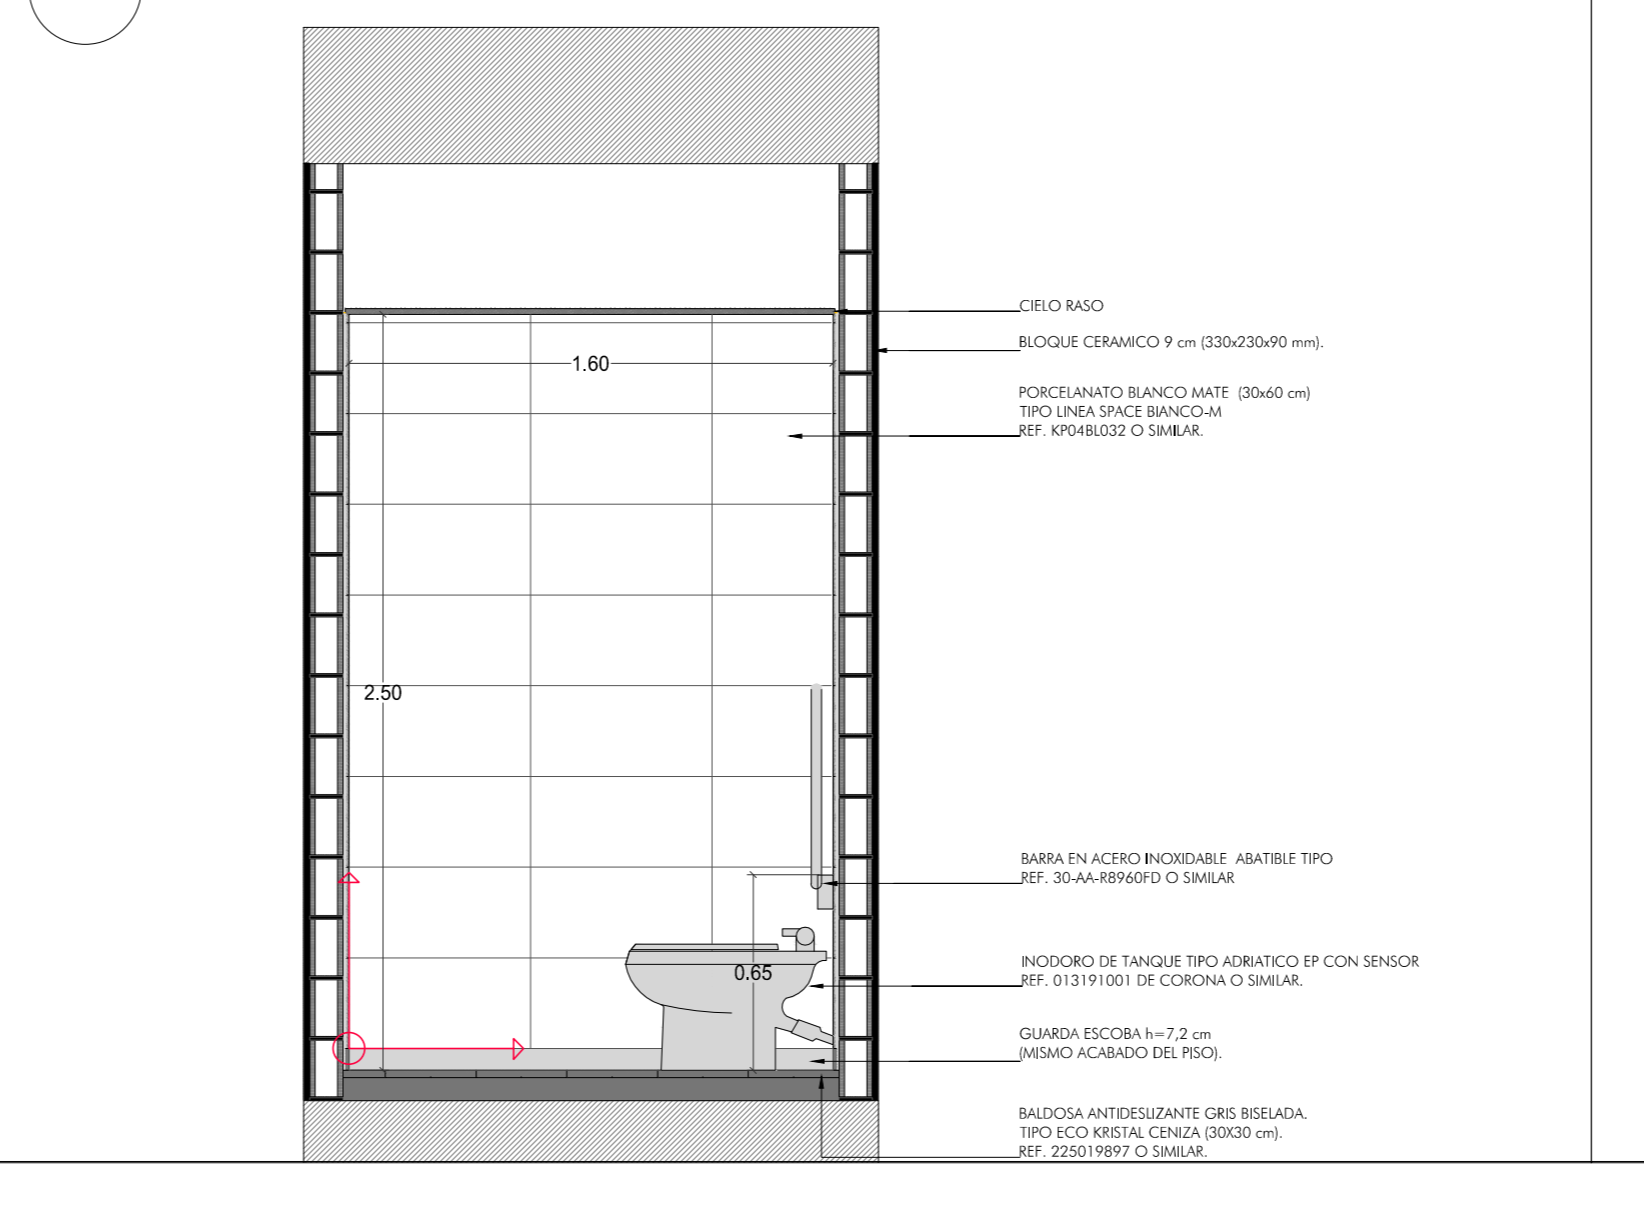 CIELO RASO
BLOQUE CERAMICO 9 cm (330x230x90 mm).
1.60
PORCELANATO BLANCO MATE (30x60 cm)
TIPO LINEA SPACE BIANCO-M
REF. KP04BL032 O SIMILAR.
2.50
BARRA EN ACERO INOXIDABLE ABATIBLE TIPO
REF. 30-AA-R8960FD O SIMILAR
0.65
INODORO DE TANQUE TIPO ADRIATICO EP CON SENSOR
REF. 013191001 DE CORONA O SIMILAR.
GUARDA ESCOBA h=7,2 cm
(MISMO ACABADO DEL PISO).
BALDOSA ANTIDESLIZANTE GRIS BISELADA.
TIPO ECO KRISTAL CENIZA (30X30 cm).
REF. 225019897 O SIMILAR.